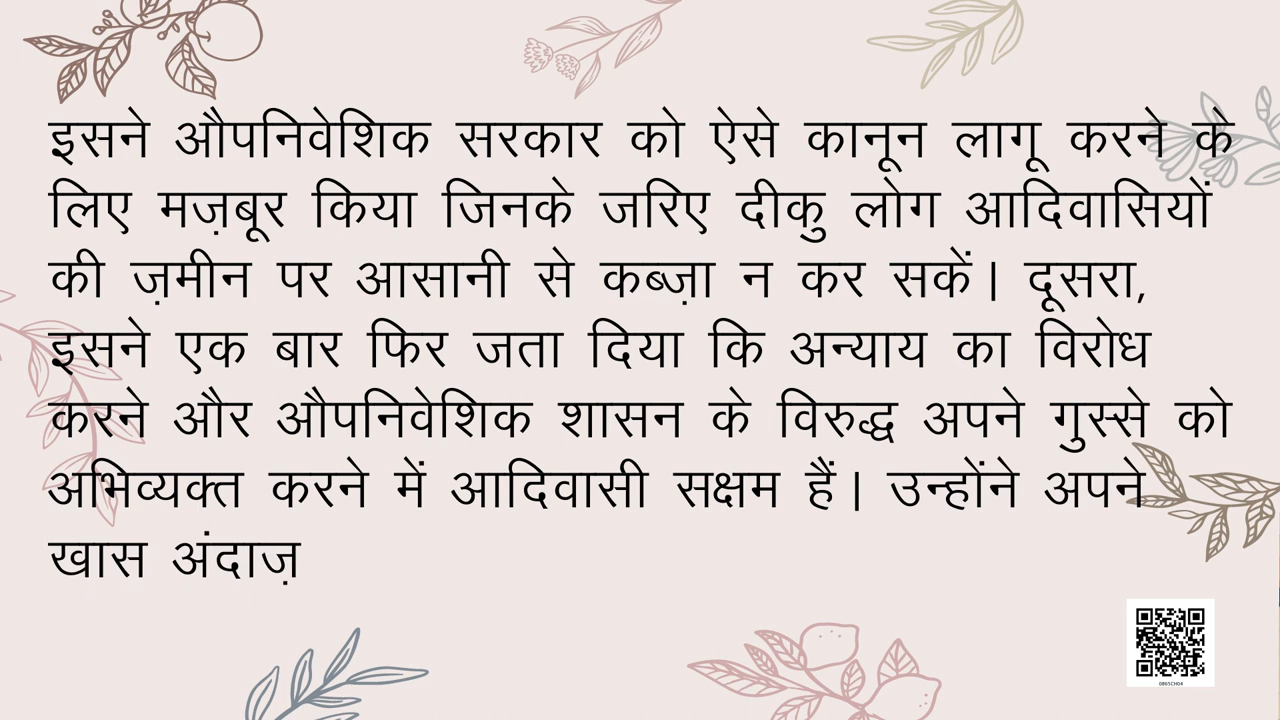 इसने औपनिवेशिक सरकार को ऐसे कानून लागू करने के
लिए मज़बूर किया जिनके जरिए दीकु लोग आदिवासियों
की ज़मीन पर आसानी से कब्ज़ा न कर सकें। दूसरा,
इसने एक बार फिर जता दिया कि अन्याय का विरोध
करने और औपनिवेशिक शासन के विरुद्ध अपने गुस्से को
अभिव्यक्त करने में आदिवासी सक्षम हैं। उन्होंने अपने
खास अंदाज़
0865CH04